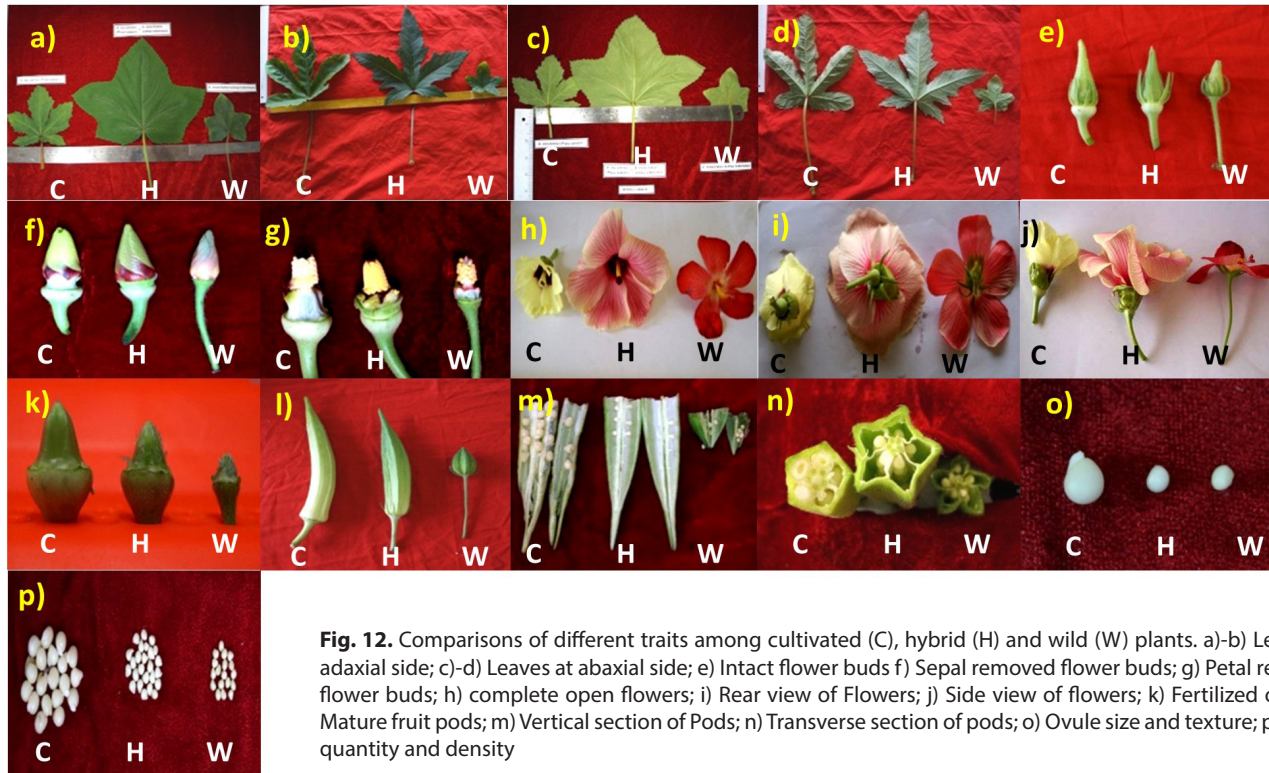 a) b) c) d) e)
C H W C H W C H W C H W C H W
f) g) h) i) j)
C H W C H W C H W C H W C H W
k) l) m) n) o)
C H W C H W C H W C H W C H W
p)
C H W
Fig. 12. Comparisons of different traits among cultivated (C), hybrid (H) and wild (W) plants. a)-b) Le
adaxial side; c)-d) Leaves at abaxial side; e) Intact flower buds f) Sepal removed flower buds; g) Petal re
flower buds; h) complete open flowers; i) Rear view of Flowers; j) Side view of flowers; k) Fertilized o
Mature fruit pods; m) Vertical section of Pods; n) Transverse section of pods; o) Ovule size and texture; p
quantity and density